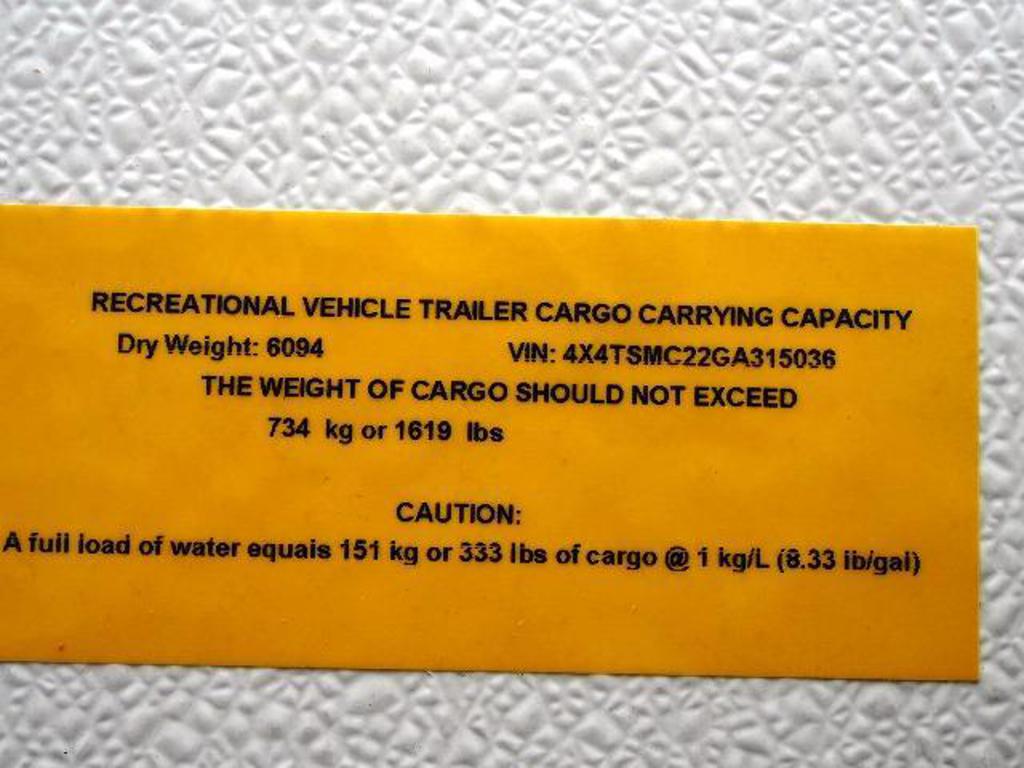 RECREATIONAL VEHICLE TRAILER CARGO CARRYING CAPACITY
Dry Weight: 6094 VIN: 4X4TSMC22GA315036
THE WEIGHT OF CARGO SHOULD NOT EXCEED
734 kg or 1619 lbs
CAUTION:
A full load of water equals 151 kg or 333 lbs of cargo @ 1 kg/L (8.33 lb/gal)